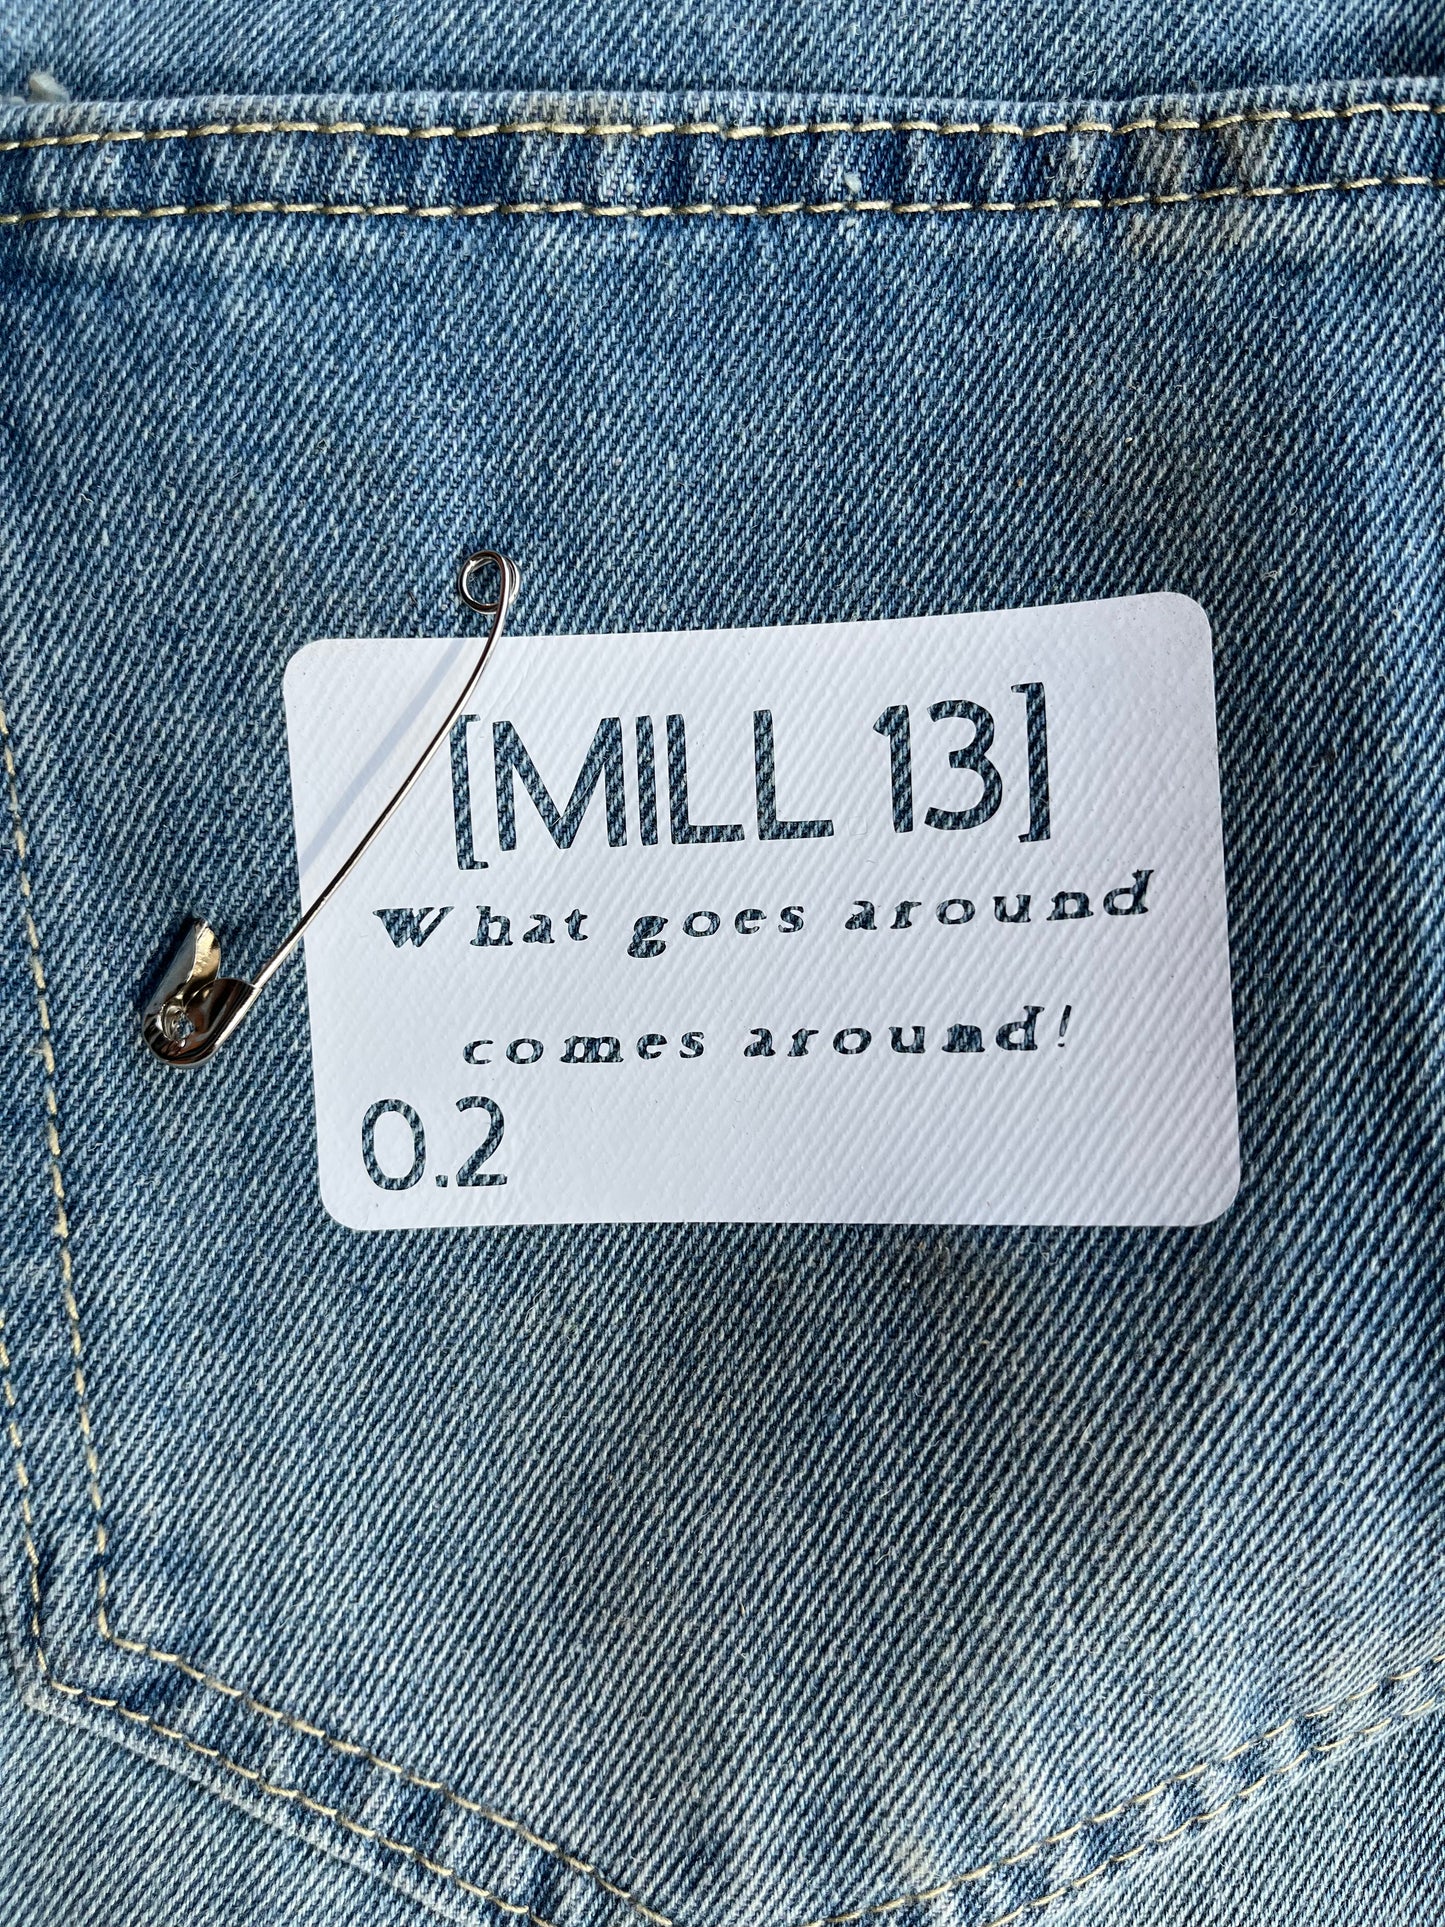 [MILL 13]
What goes around
comes around!
0.2